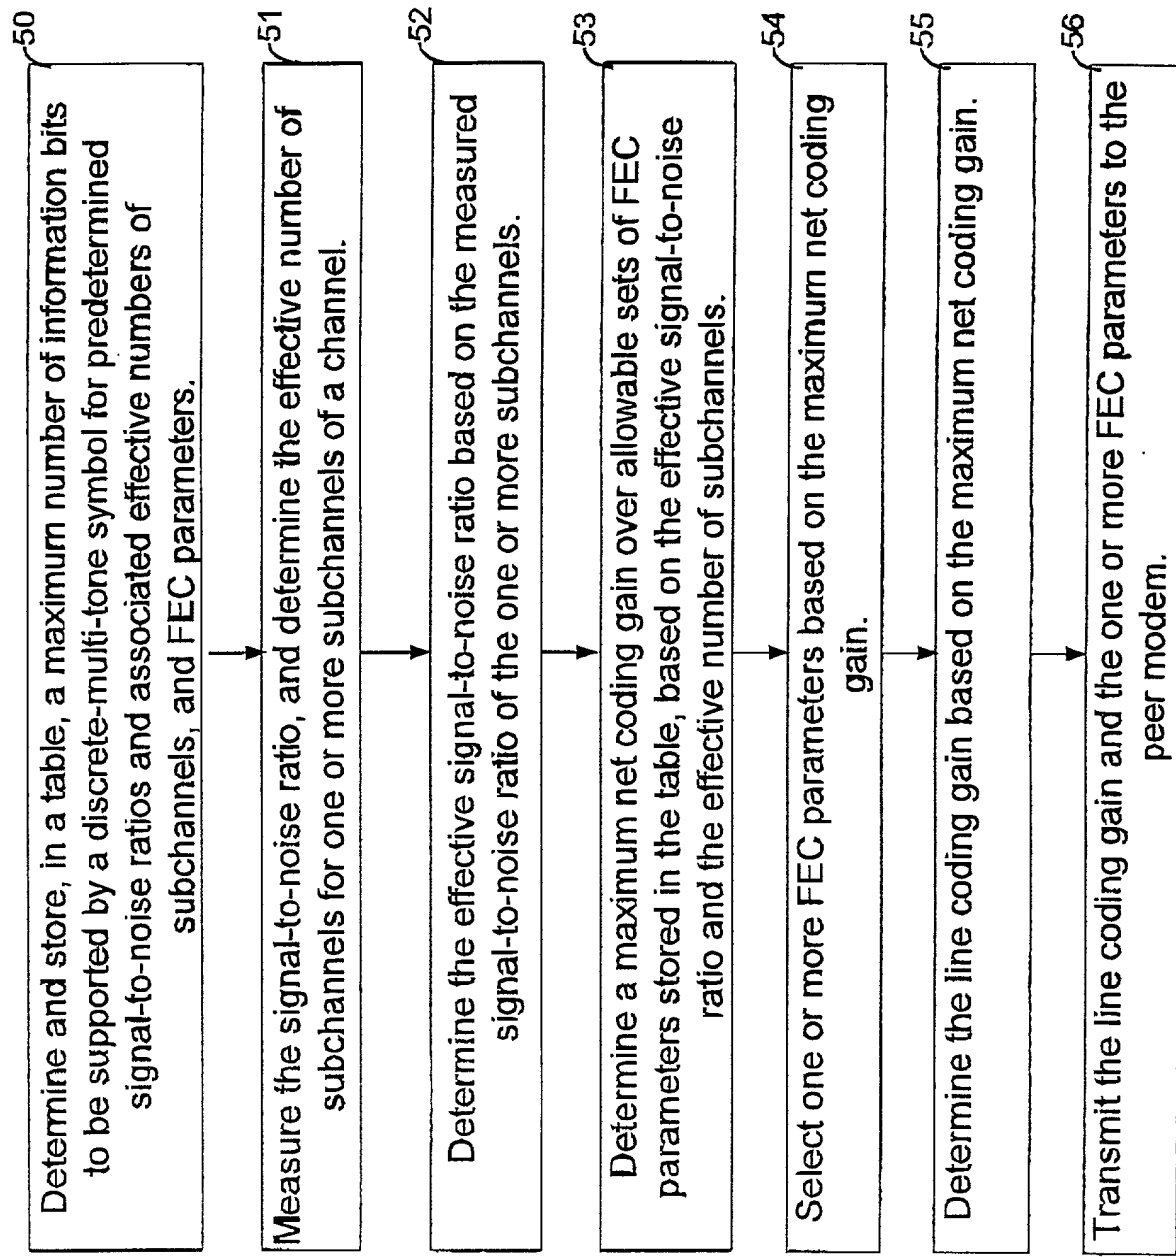 50
Determine and store, in a table, a maximum number of information bits
to be supported by a discrete-multi-tone symbol for predetermined
signal-to-noise ratios and associated effective numbers of
subchannels, and FEC parameters.
51
Measure the signal-to-noise ratio, and determine the effective number of
subchannels for one or more subchannels of a channel.
52
Determine the effective signal-to-noise ratio based on the measured
signal-to-noise ratio of the one or more subchannels.
53
Determine a maximum net coding gain over allowable sets of FEC
parameters stored in the table, based on the effective signal-to-noise
ratio and the effective number of subchannels.
54
Select one or more FEC parameters based on the maximum net coding
gain.
55
Determine the line coding gain based on the maximum net coding gain.
56
Transmit the line coding gain and the one or more FEC parameters to the
peer modem.